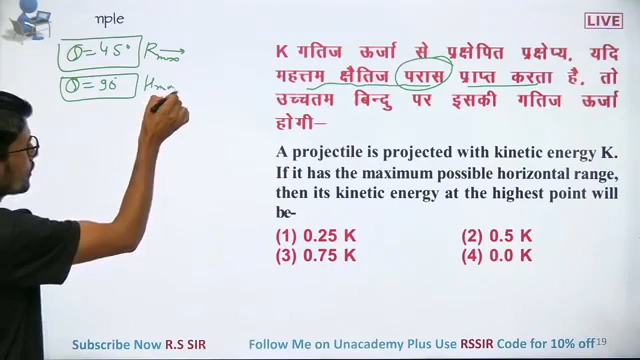 nple
LIVE
θ = 45° Rmax →
θ = 90° Hma
K गतिज ऊर्जा से प्रक्षेपित प्रक्षेप्य, यदि
महत्तम क्षैतिज परास प्राप्त करता है, तो
उच्चतम बिन्दु पर इसकी गतिज ऊर्जा
होगी–
A projectile is projected with kinetic energy K.
If it has the maximum possible horizontal range,
then its kinetic energy at the highest point will
be-
(1) 0.25 K (2) 0.5 K
(3) 0.75 K (4) 0.0 K
Subscribe Now R.S SIR Follow Me on Unacademy Plus Use RSSIR Code for 10% off 19